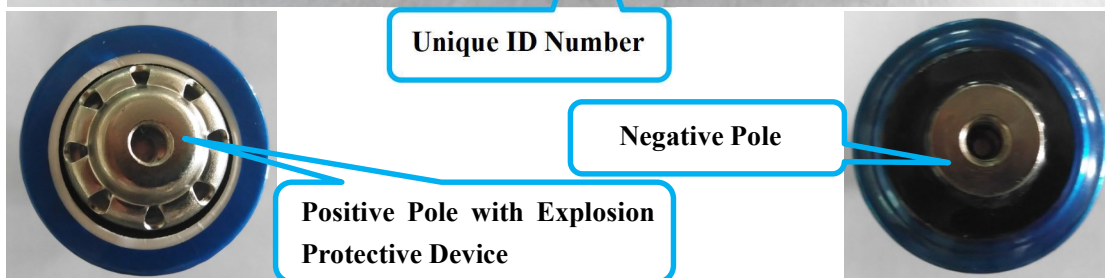 Unique ID Number
Negative Pole
Positive Pole with Explosion
Protective Device